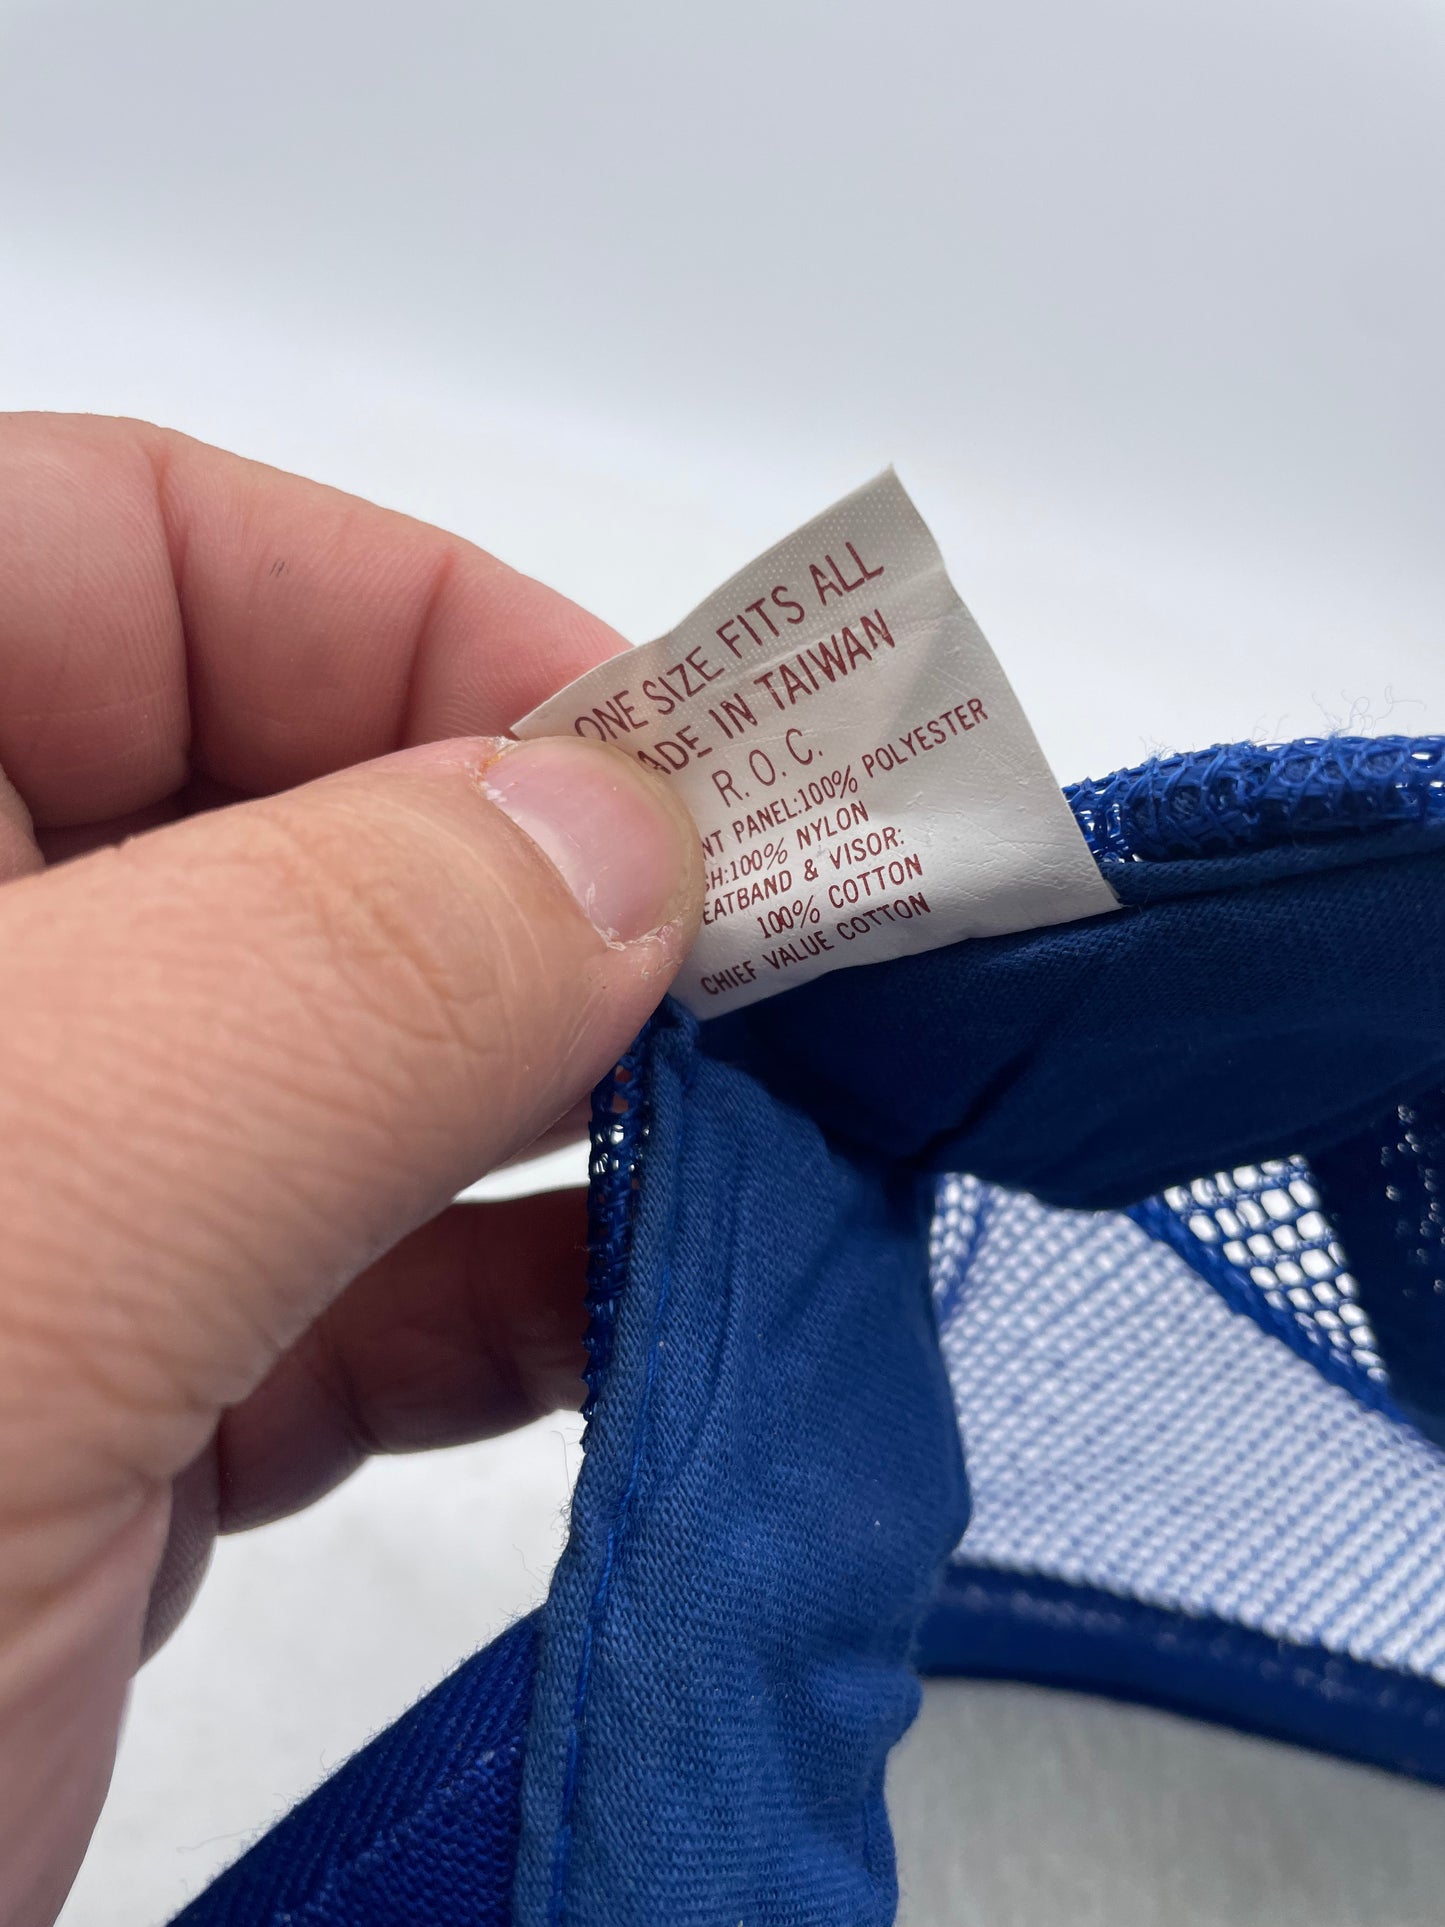 ONE SIZE FITS ALL
ADE IN TAIWAN
R.O.C.
NT PANEL:100% POLYESTER
SH:100% NYLON
EATBAND & VISOR:
100% COTTON
CHIEF VALUE COTTON